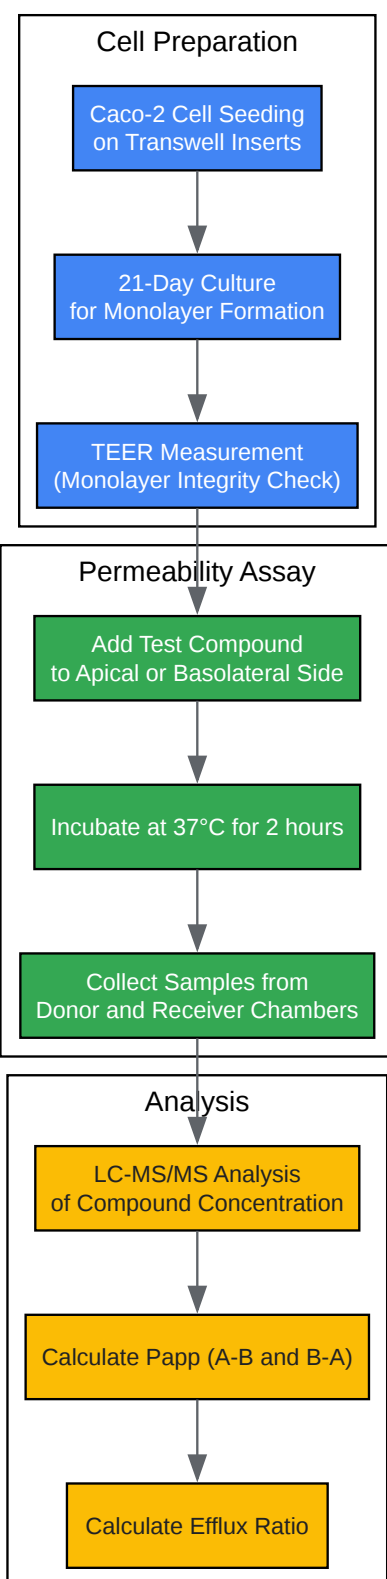 Cell Preparation
Caco-2 Cell Seeding
on Transwell Inserts
21-Day Culture
for Monolayer Formation
TEER Measurement
(Monolayer Integrity Check)
Permeability Assay
Add Test Compound
to Apical or Basolateral Side
Incubate at 37°C for 2 hours
Collect Samples from
Donor and Receiver Chambers
Analysis
LC-MS/MS Analysis
of Compound Concentration
Calculate Papp (A-B and B-A)
Calculate Efflux Ratio